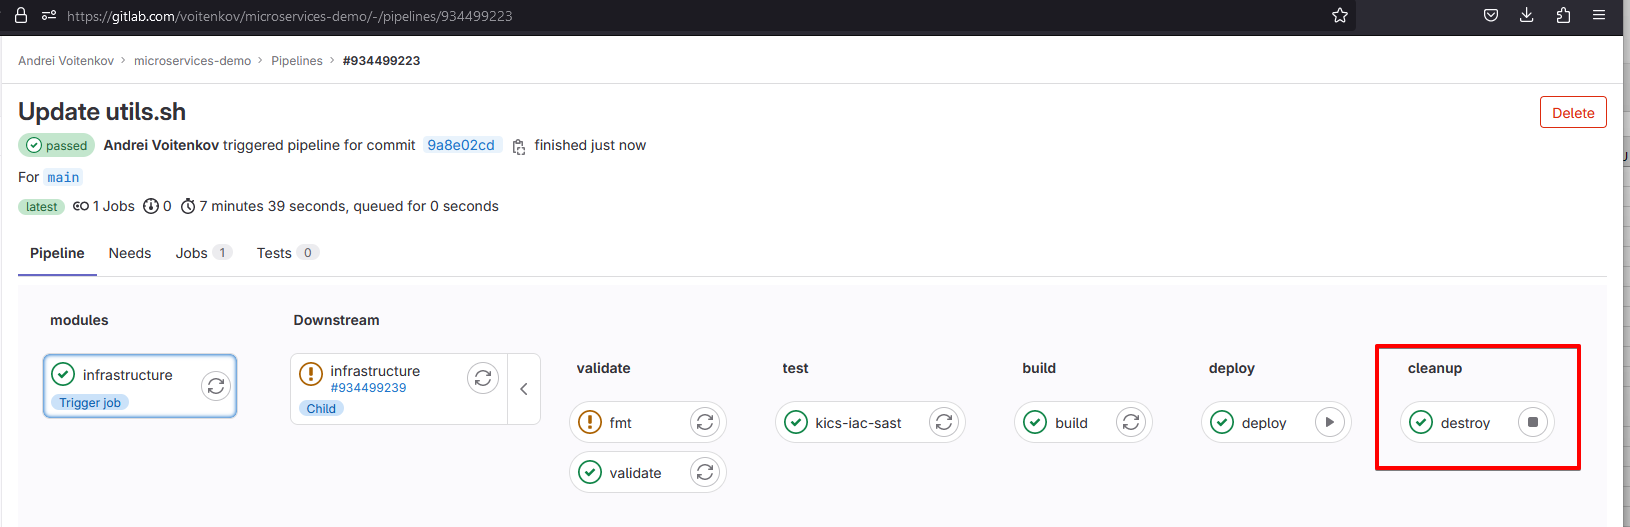 https://gitlab.com/voitenkov/microservices-demo/-/pipelines/934499223
Andrei Voitenkov > microservices-demo > Pipelines > #934499223
Update utils.sh
Delete
passed Andrei Voitenkov triggered pipeline for commit 9a8e02cd finished just now
For main
latest 1 Jobs 0 7 minutes 39 seconds, queued for 0 seconds
Pipeline Needs Jobs 1 Tests 0
modules
infrastructure
Trigger job
Downstream
infrastructure
#934499239
Child
validate
fmt
validate
test
kics-iac-sast
build
build
deploy
deploy
cleanup
destroy